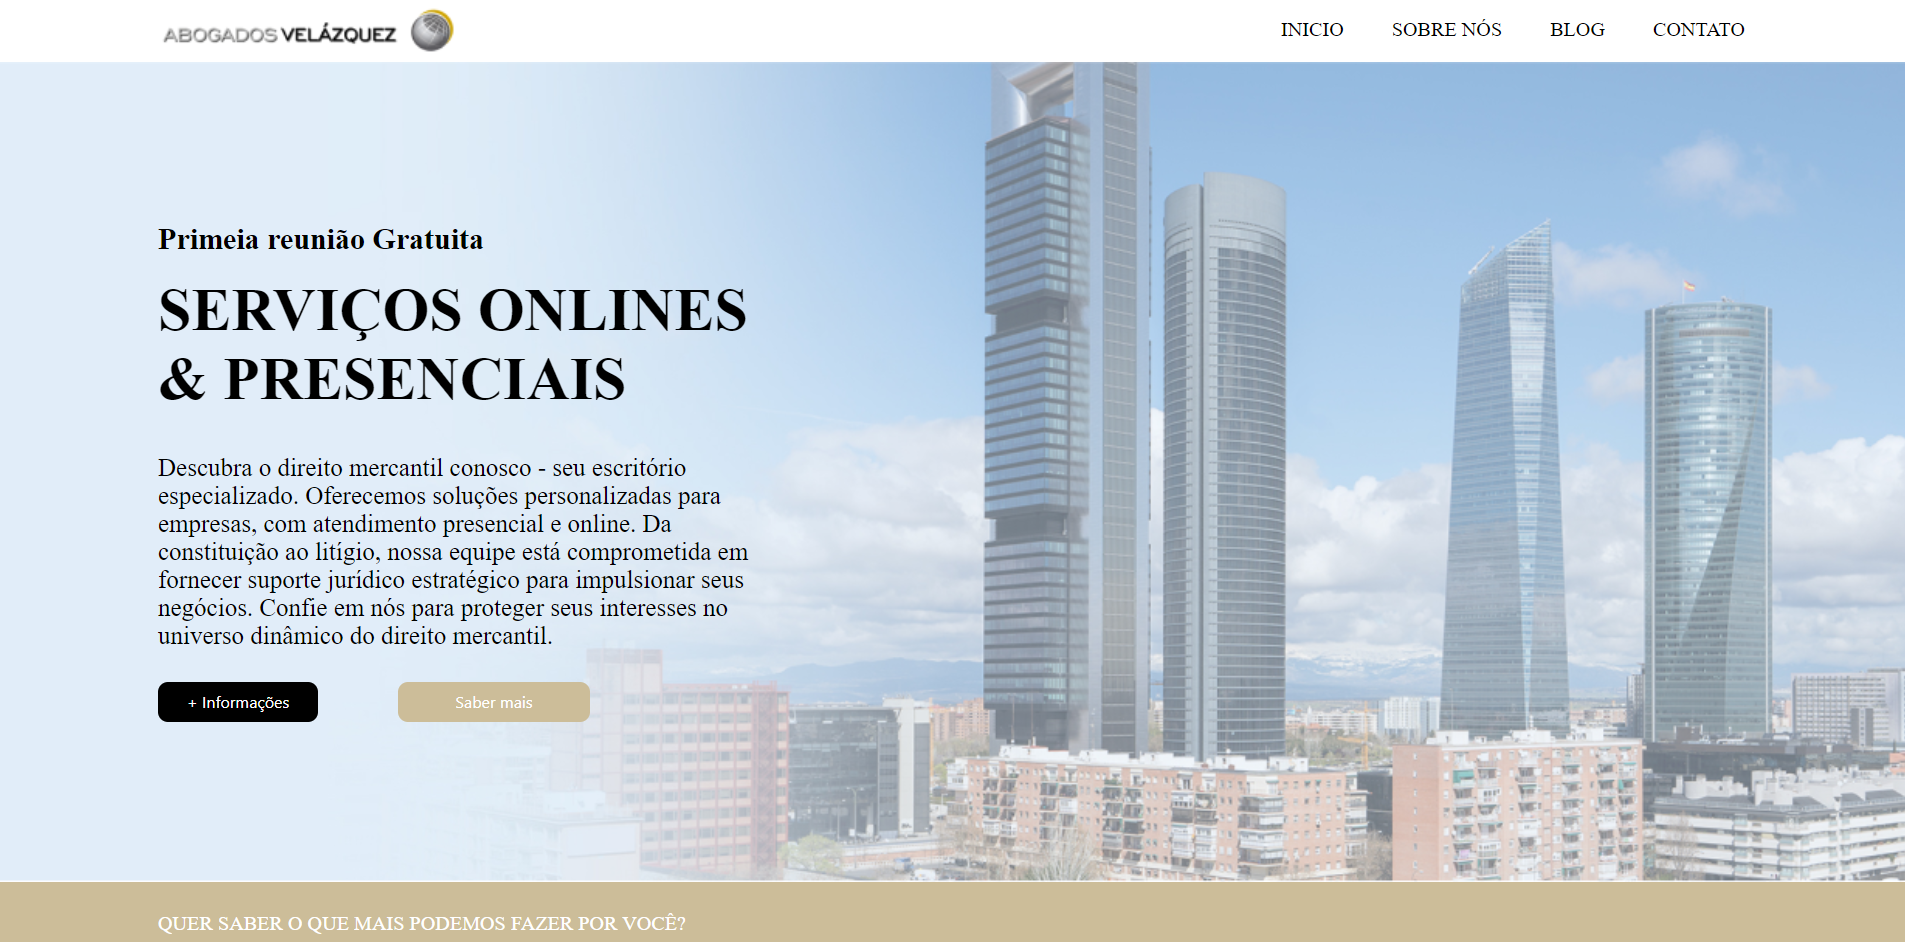 ABOGADOS VELÁZQUEZ
INICIO SOBRE NÓS BLOG CONTATO
Primeia reunião Gratuita
SERVIÇOS ONLINES
& PRESENCIAIS
Descubra o direito mercantil conosco - seu escritório
especializado. Oferecemos soluções personalizadas para
empresas, com atendimento presencial e online. Da
constituição ao litígio, nossa equipe está comprometida em
fornecer suporte jurídico estratégico para impulsionar seus
negócios. Confie em nós para proteger seus interesses no
universo dinâmico do direito mercantil.
+ Informações Saber mais
QUER SABER O QUE MAIS PODEMOS FAZER POR VOCÊ?